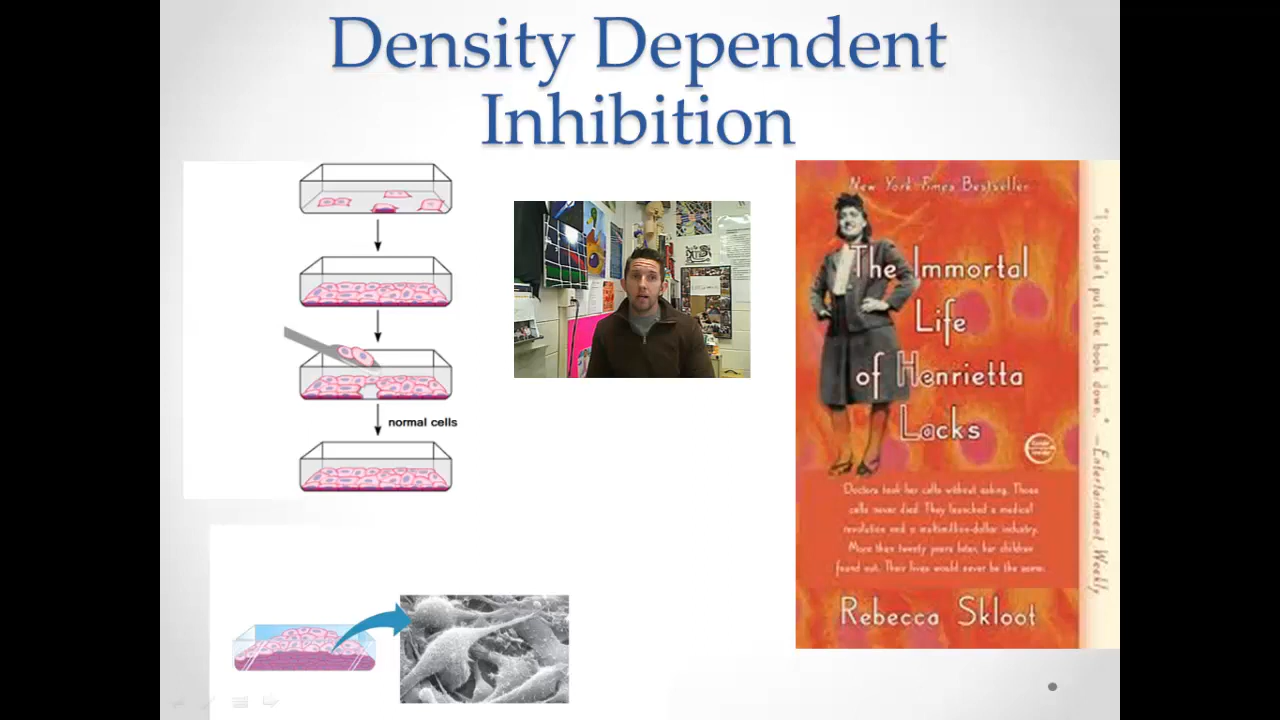 Density Dependent
Inhibition
normal cells
New York Times Bestseller
The Immortal
Life
of Henrietta
Lacks
Doctors took her cells without asking. Those
cells never died. They launched a medical
revolution and a multimillion-dollar industry.
More than twenty years later, her children
found out. Their lives would never be the same.
Rebecca Skloot
"I couldn't put the book down." —Entertainment Weekly